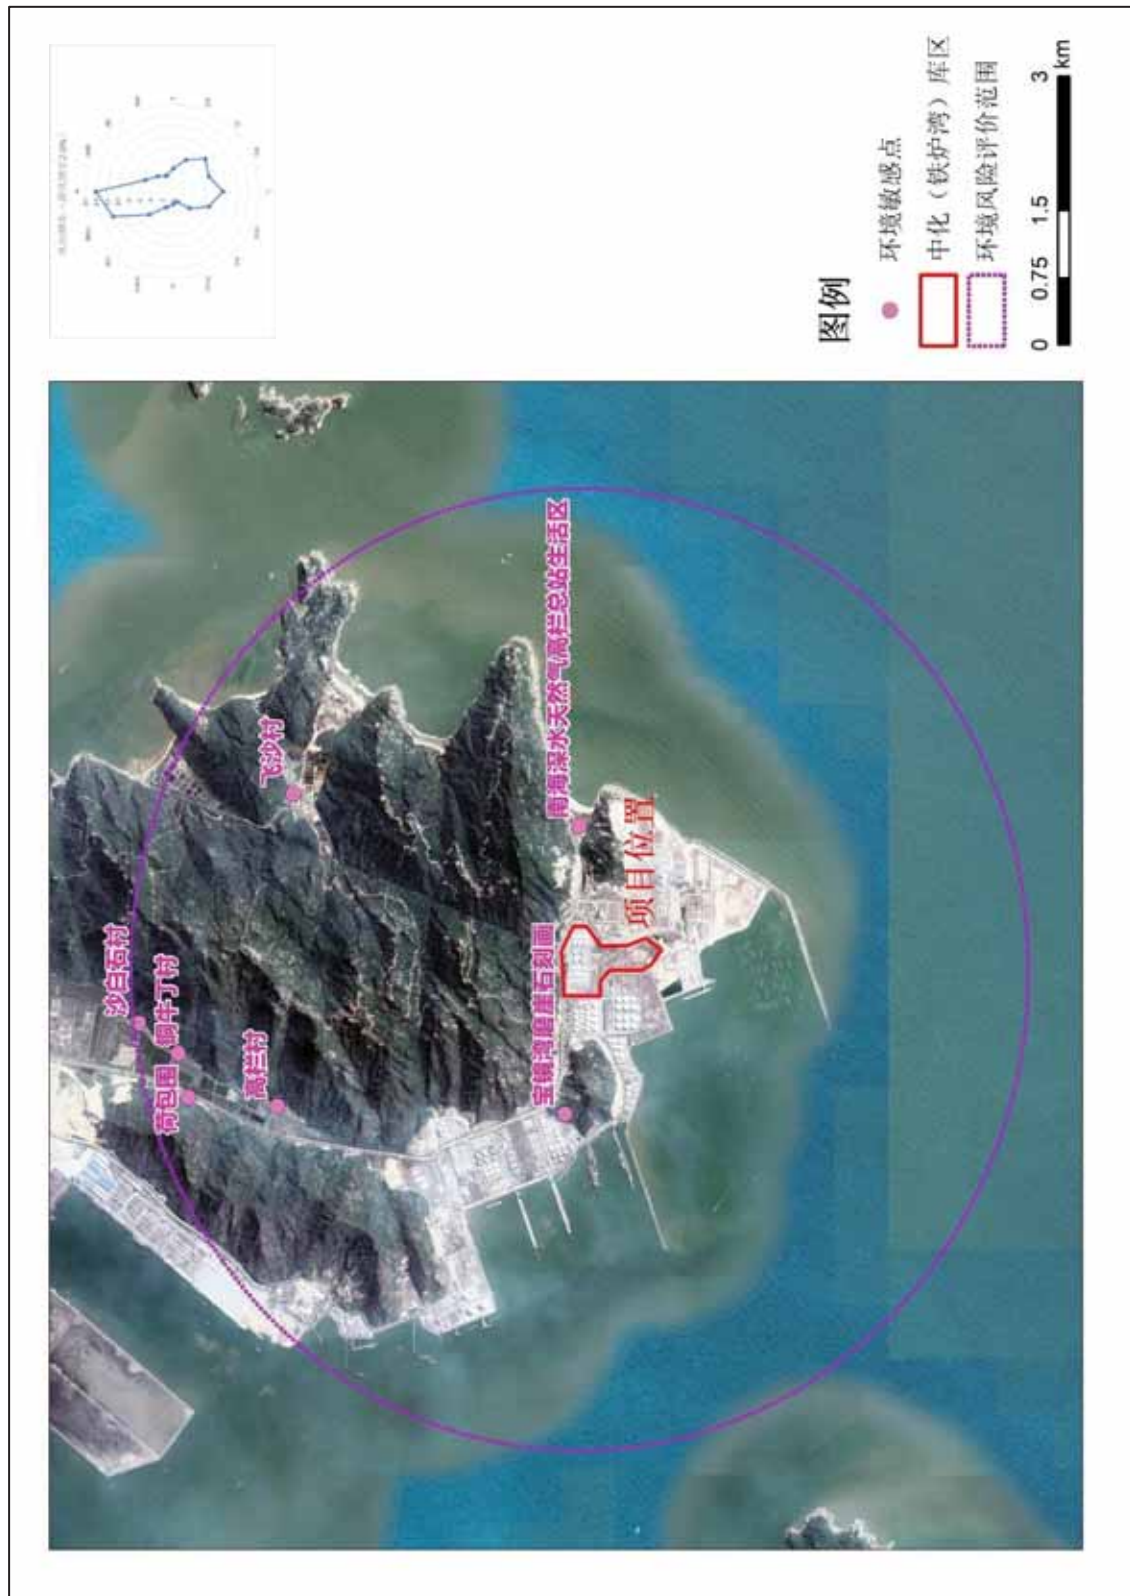 沙白石村
荷包围
铜牛丁村
高栏村
飞沙村
宝镜湾磨崖石刻画
南海深水天然气高栏总站生活区
项目位置
图例
环境敏感点
中化（铁炉湾）库区
环境风险评价范围
0 0.75 1.5 3
km